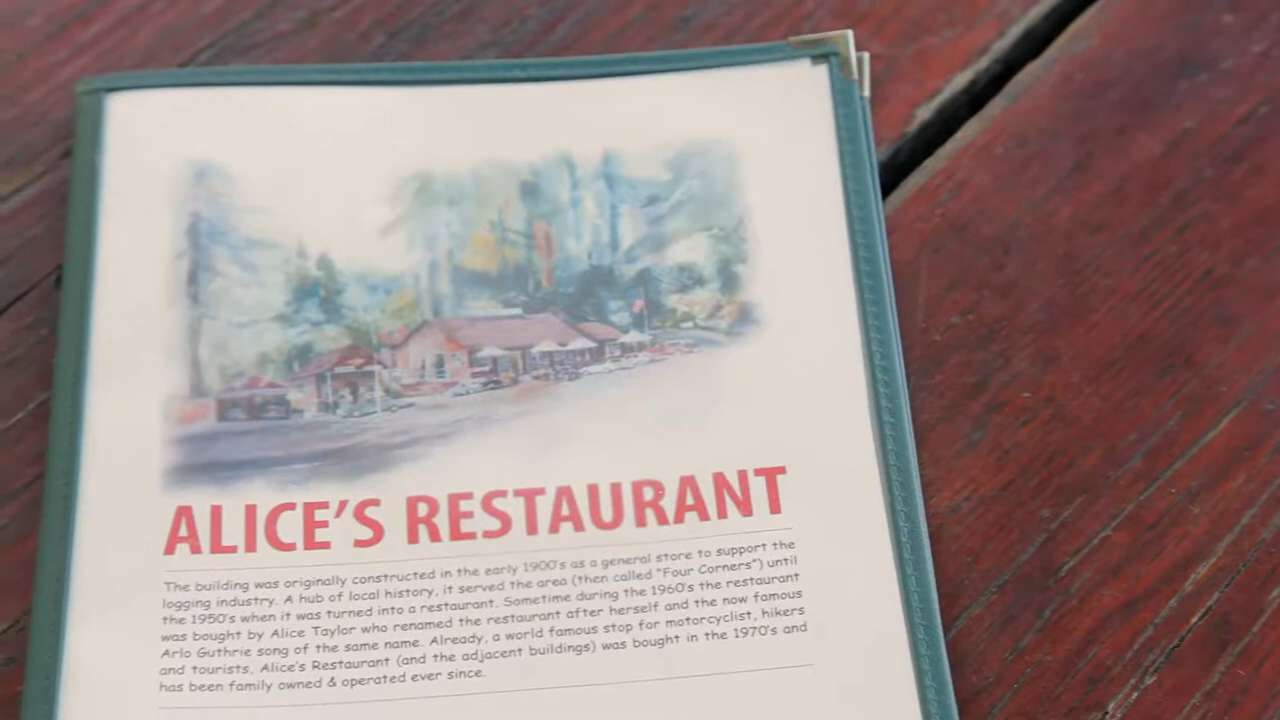 ALICE'S RESTAURANT
The building was originally constructed in the early 1900's as a general store to support the
logging industry. A hub of local history, it served the area (then called "Four Corners") until
the 1950's when it was turned into a restaurant. Sometime during the 1960's the restaurant
was bought by Alice Taylor who renamed the restaurant after herself and the now famous
Arlo Guthrie song of the same name. Already, a world famous stop for motorcyclist, hikers
and tourists, Alice's Restaurant (and the adjacent buildings) was bought in the 1970's and
has been family owned & operated ever since.